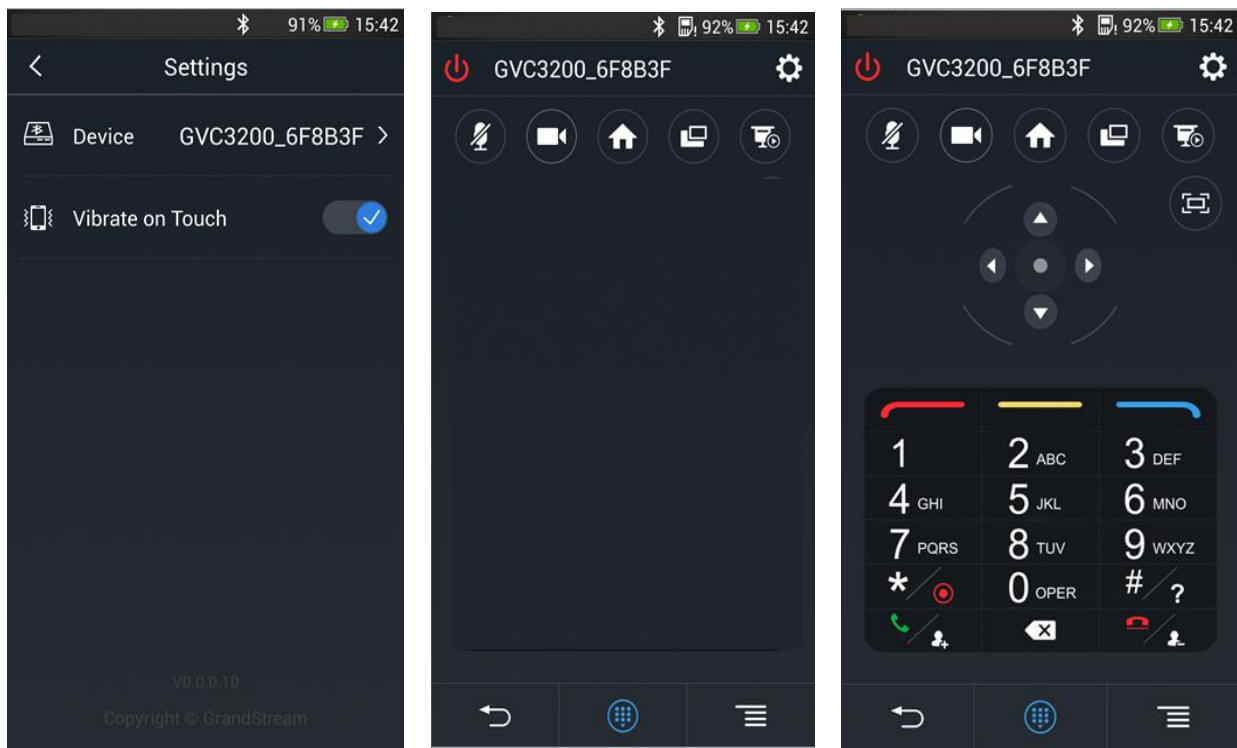 91% 15:42
Settings
Device GVC3200_6F8B3F
Vibrate on Touch
V0.0.0.10
Copyright © GrandStream
92% 15:42
GVC3200_6F8B3F
92% 15:42
GVC3200_6F8B3F
1 2 ABC 3 DEF
4 GHI 5 JKL 6 MNO
7 PQRS 8 TUV 9 WXYZ
* 0 OPER # ?